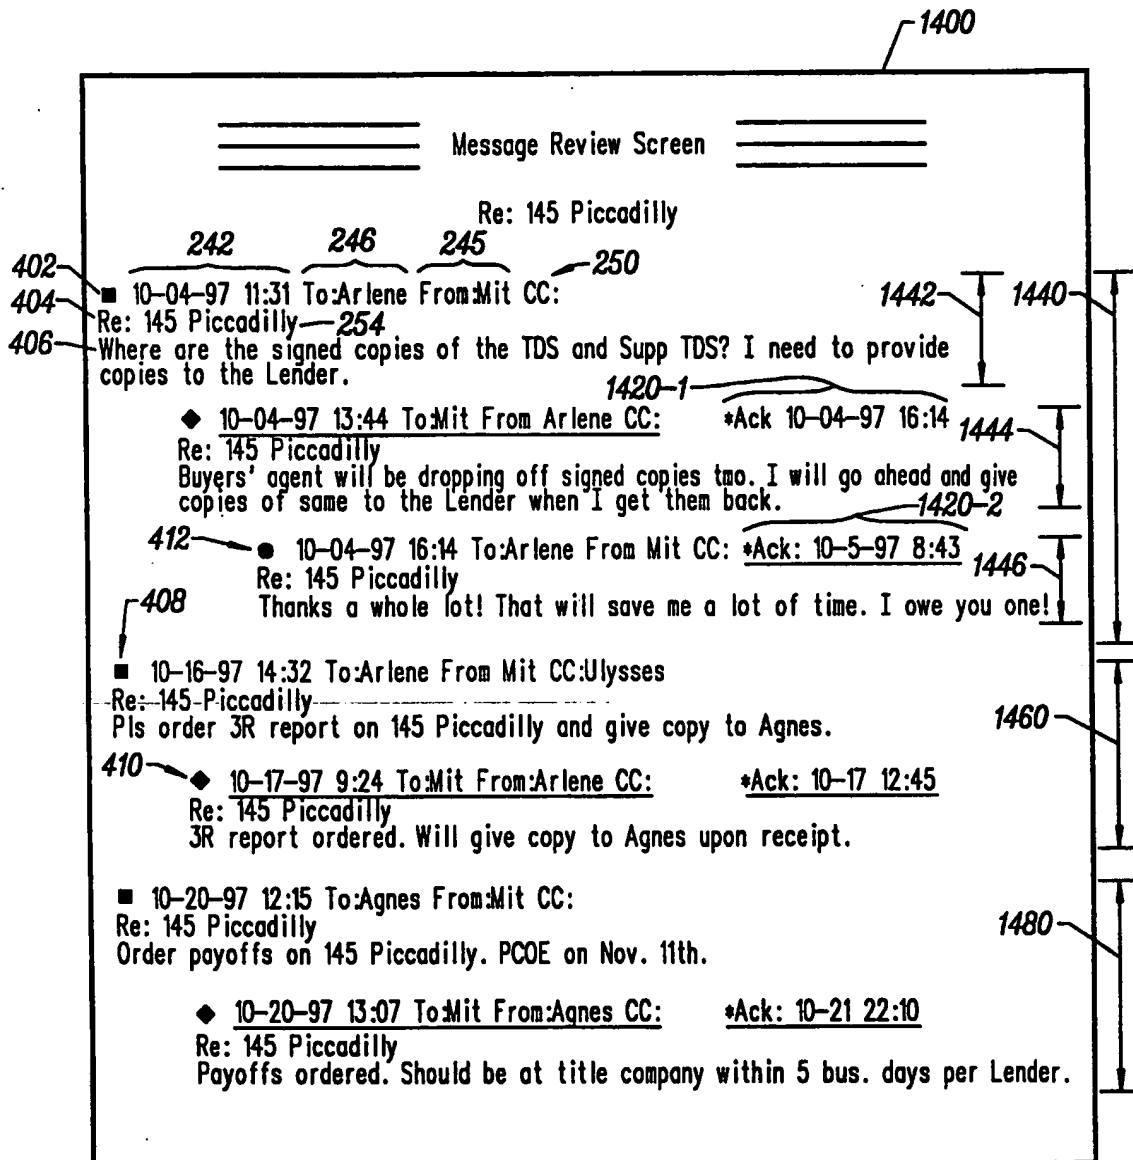 1400
Message Review Screen
Re: 145 Piccadilly
242 246 245
402 250
10-04-97 11:31 To:Arlene From:Mit CC: 1442 1440
404 Re: 145 Piccadilly 254
406 Where are the signed copies of the TDS and Supp TDS? I need to provide
copies to the Lender.
1420-1
10-04-97 13:44 To:Mit From Arlene CC: *Ack 10-04-97 16:14
Re: 145 Piccadilly 1444
Buyers' agent will be dropping off signed copies tmo. I will go ahead and give
copies of same to the Lender when I get them back.
1420-2
412 10-04-97 16:14 To:Arlene From Mit CC: *Ack: 10-5-97 8:43
Re: 145 Piccadilly 1446
Thanks a whole lot! That will save me a lot of time. I owe you one!
408
10-16-97 14:32 To:Arlene From Mit CC:Ulysses
Re: 145 Piccadilly
Pls order 3R report on 145 Piccadilly and give copy to Agnes. 1460
410 10-17-97 9:24 To:Mit From:Arlene CC: *Ack: 10-17 12:45
Re: 145 Piccadilly
3R report ordered. Will give copy to Agnes upon receipt.
10-20-97 12:15 To:Agnes From:Mit CC:
Re: 145 Piccadilly 1480
Order payoffs on 145 Piccadilly. PCOE on Nov. 11th.
10-20-97 13:07 To:Mit From:Agnes CC: *Ack: 10-21 22:10
Re: 145 Piccadilly
Payoffs ordered. Should be at title company within 5 bus. days per Lender.